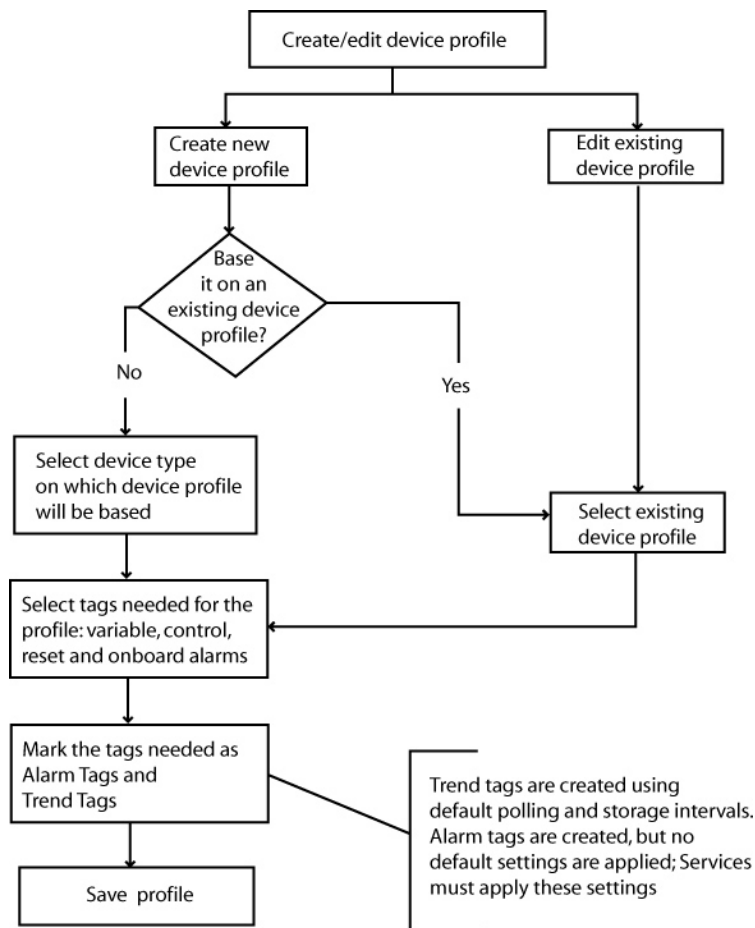 Create/edit device profile
Create new
device profile
Edit existing
device profile
Base
it on an
existing device
profile?
No
Yes
Select device type
on which device profile
will be based
Select existing
device profile
Select tags needed for the
profile: variable, control,
reset and onboard alarms
Mark the tags needed as
Alarm Tags and
Trend Tags
Trend tags are created using
default polling and storage intervals.
Alarm tags are created, but no
default settings are applied; Services
must apply these settings
Save profile